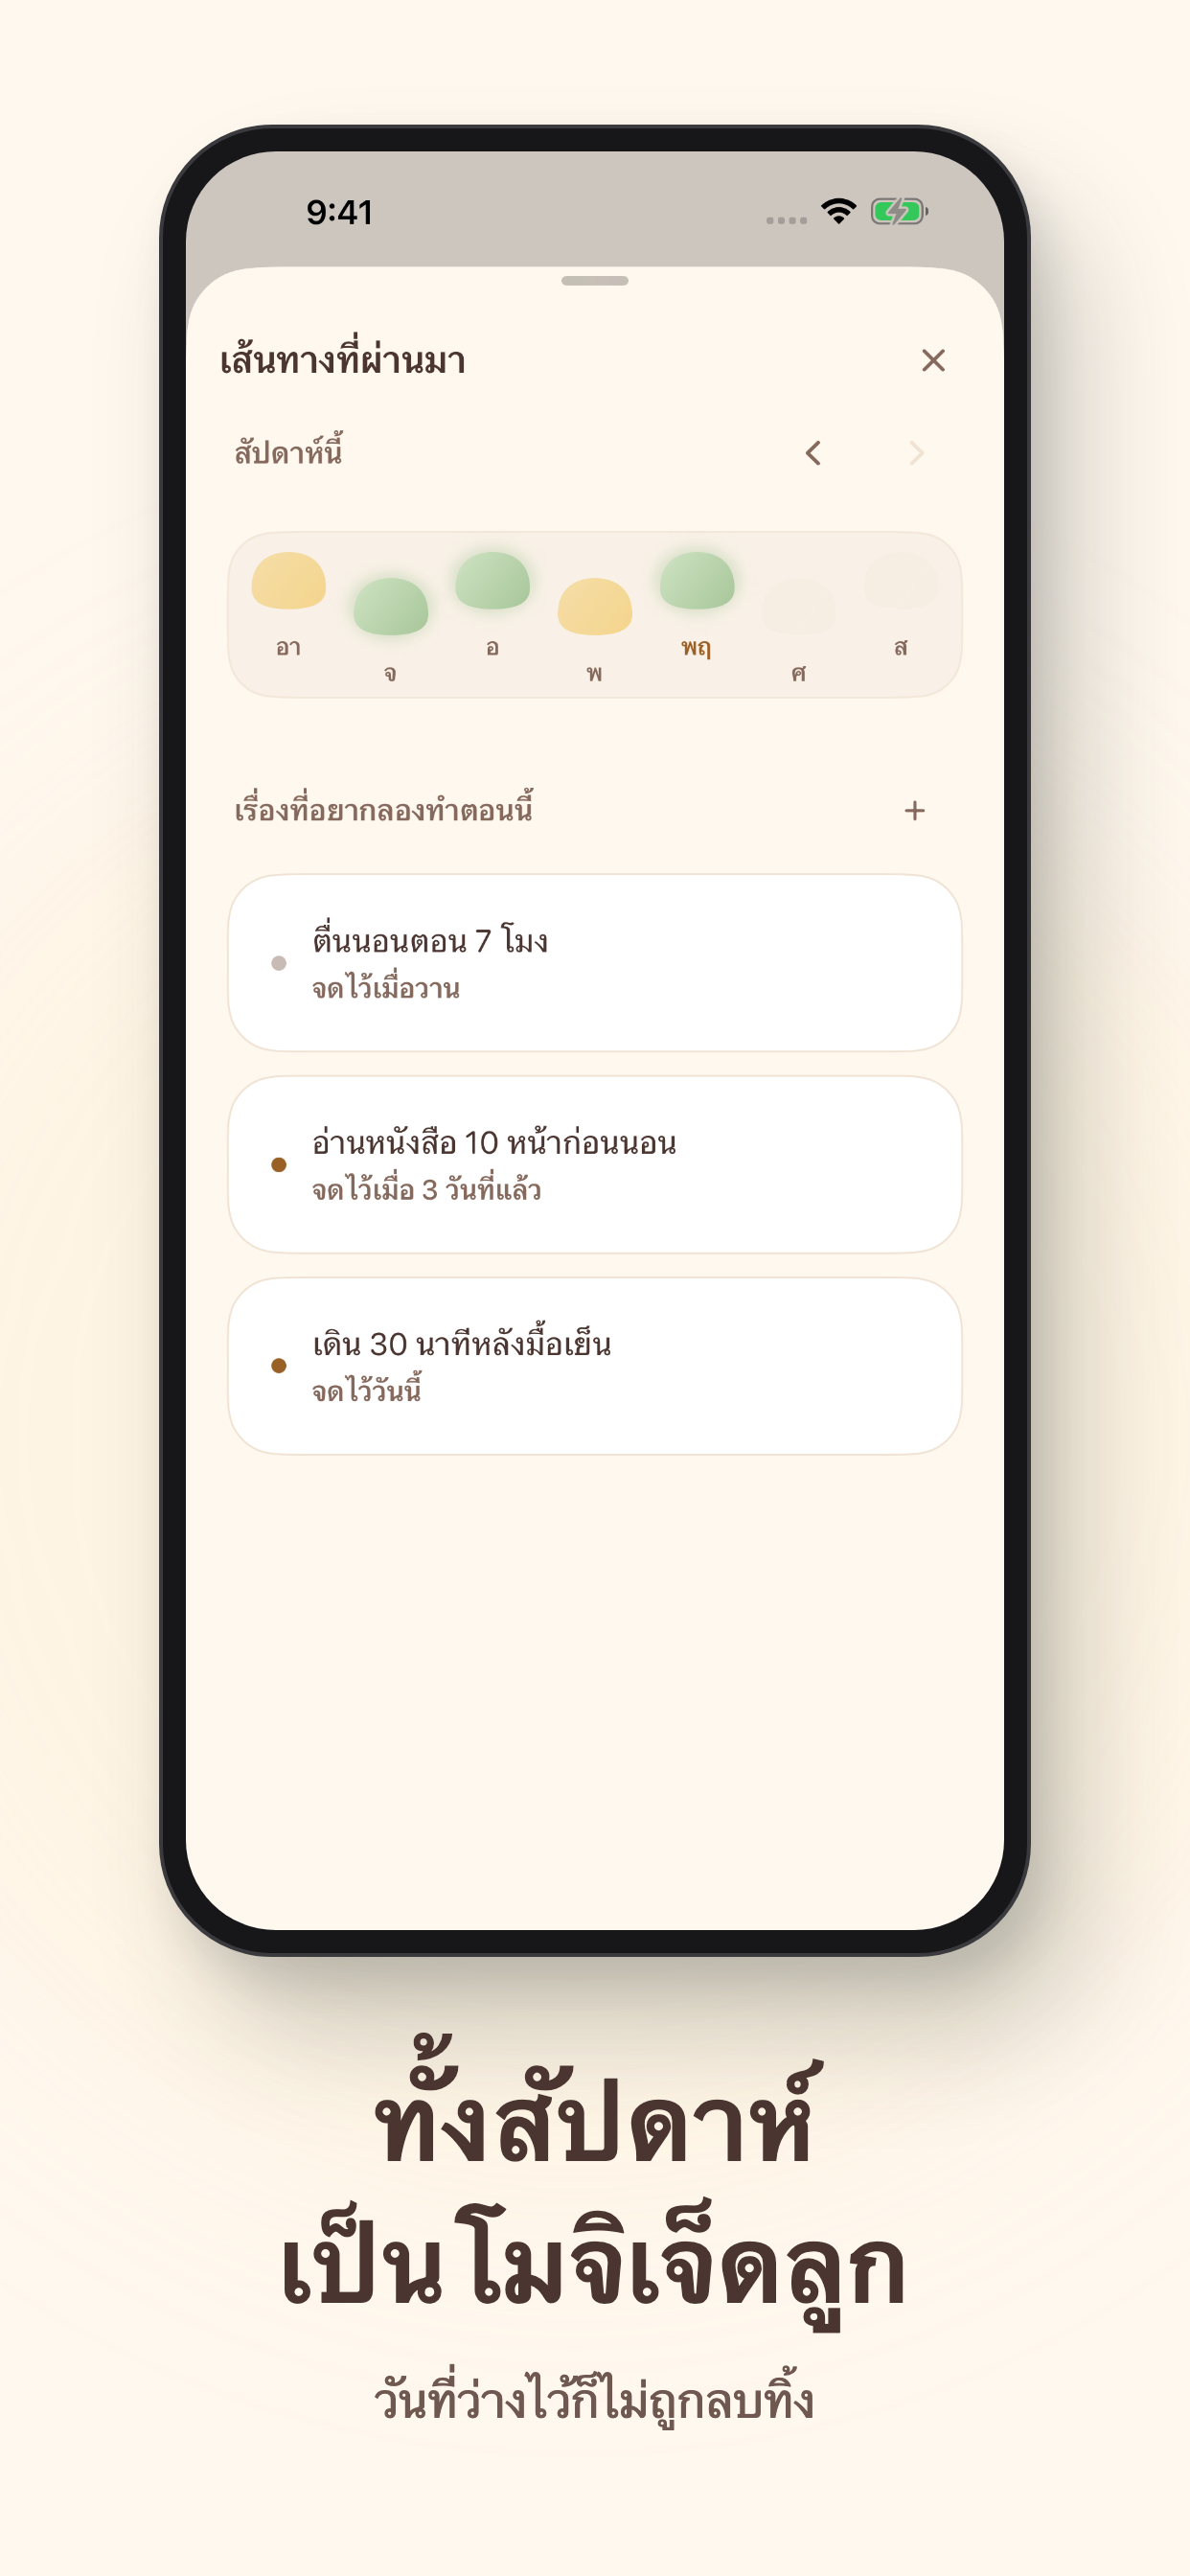 9:41
เส้นทางที่ผ่านมา
สัปดาห์นี้
อา จ อ พ พฤ ศ ส
เรื่องที่อยากลองทำตอนนี้
ตื่นนอนตอน 7 โมง
จดไว้เมื่อวาน
อ่านหนังสือ 10 หน้าก่อนนอน
จดไว้เมื่อ 3 วันที่แล้ว
เดิน 30 นาทีหลังมื้อเย็น
จดไว้วันนี้
ทั้งสัปดาห์
เป็นโมจิเจ็ดลูก
วันที่ว่างไว้ก็ไม่ถูกลบทิ้ง